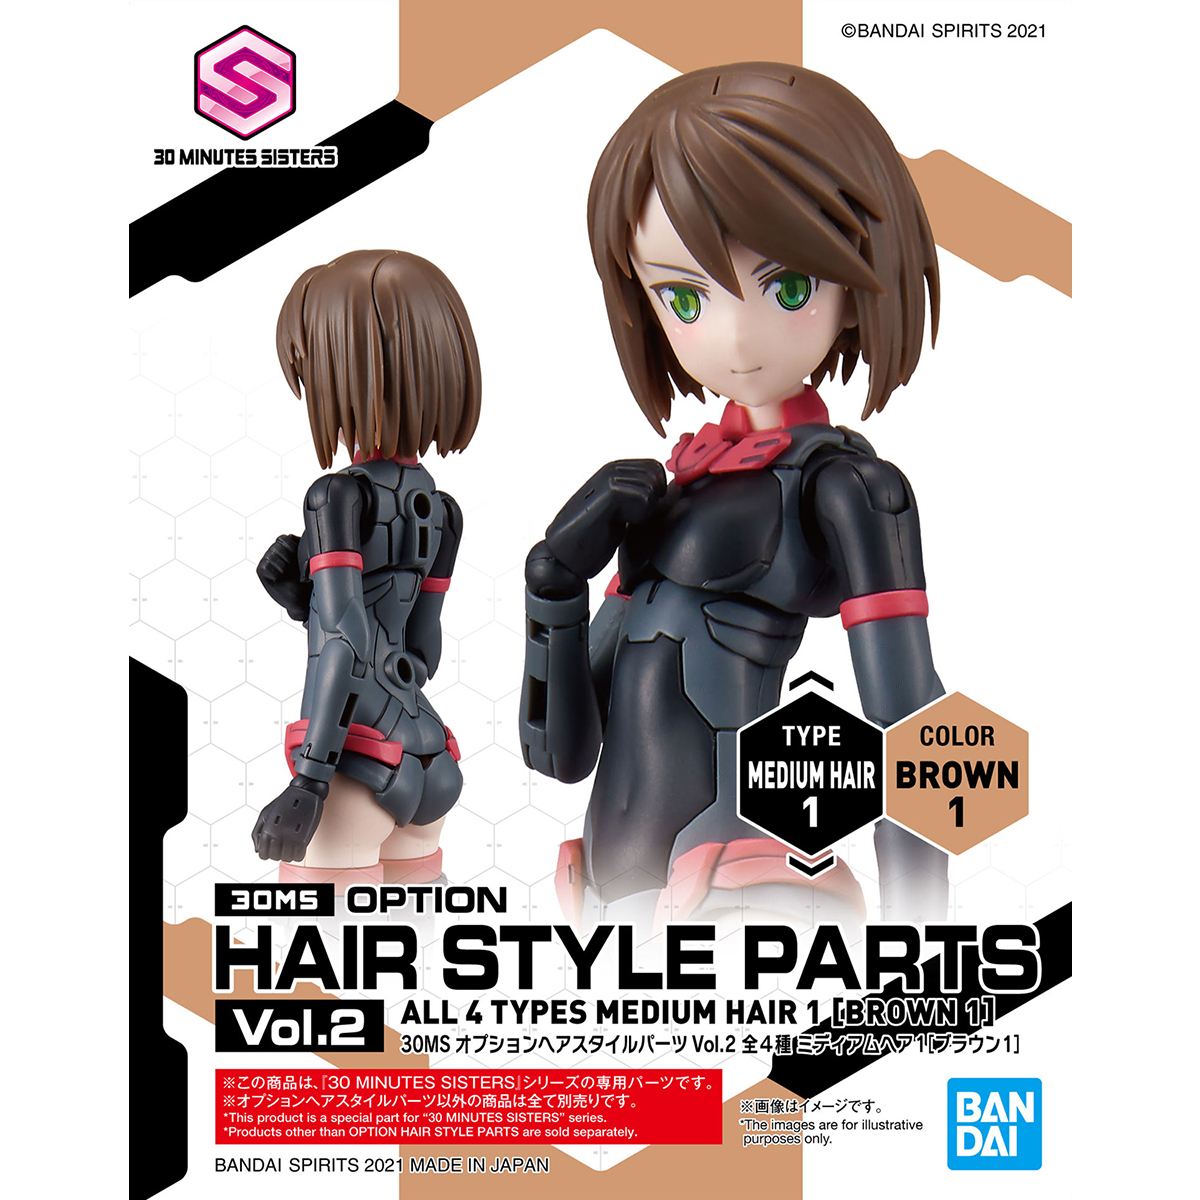 ©BANDAI SPIRITS 2021
30 MINUTES SISTERS
TYPE
MEDIUM HAIR
1
COLOR
BROWN
1
30MS OPTION
HAIR STYLE PARTS
Vol.2 ALL 4 TYPES MEDIUM HAIR 1 [BROWN 1]
30MS オプションヘアスタイルパーツ Vol.2 全4種 ミディアムヘア1[ブラウン1]
※この商品は、『30 MINUTES SISTERS』シリーズの専用パーツです。
※オプションヘアスタイルパーツ以外の商品は全て別売りです。
*This product is a special part for “30 MINUTES SISTERS” series.
*Products other than OPTION HAIR STYLE PARTS are sold separately.
※画像はイメージです。
*The images are for illustrative
purposes only.
BAN
DAI
BANDAI SPIRITS 2021 MADE IN JAPAN